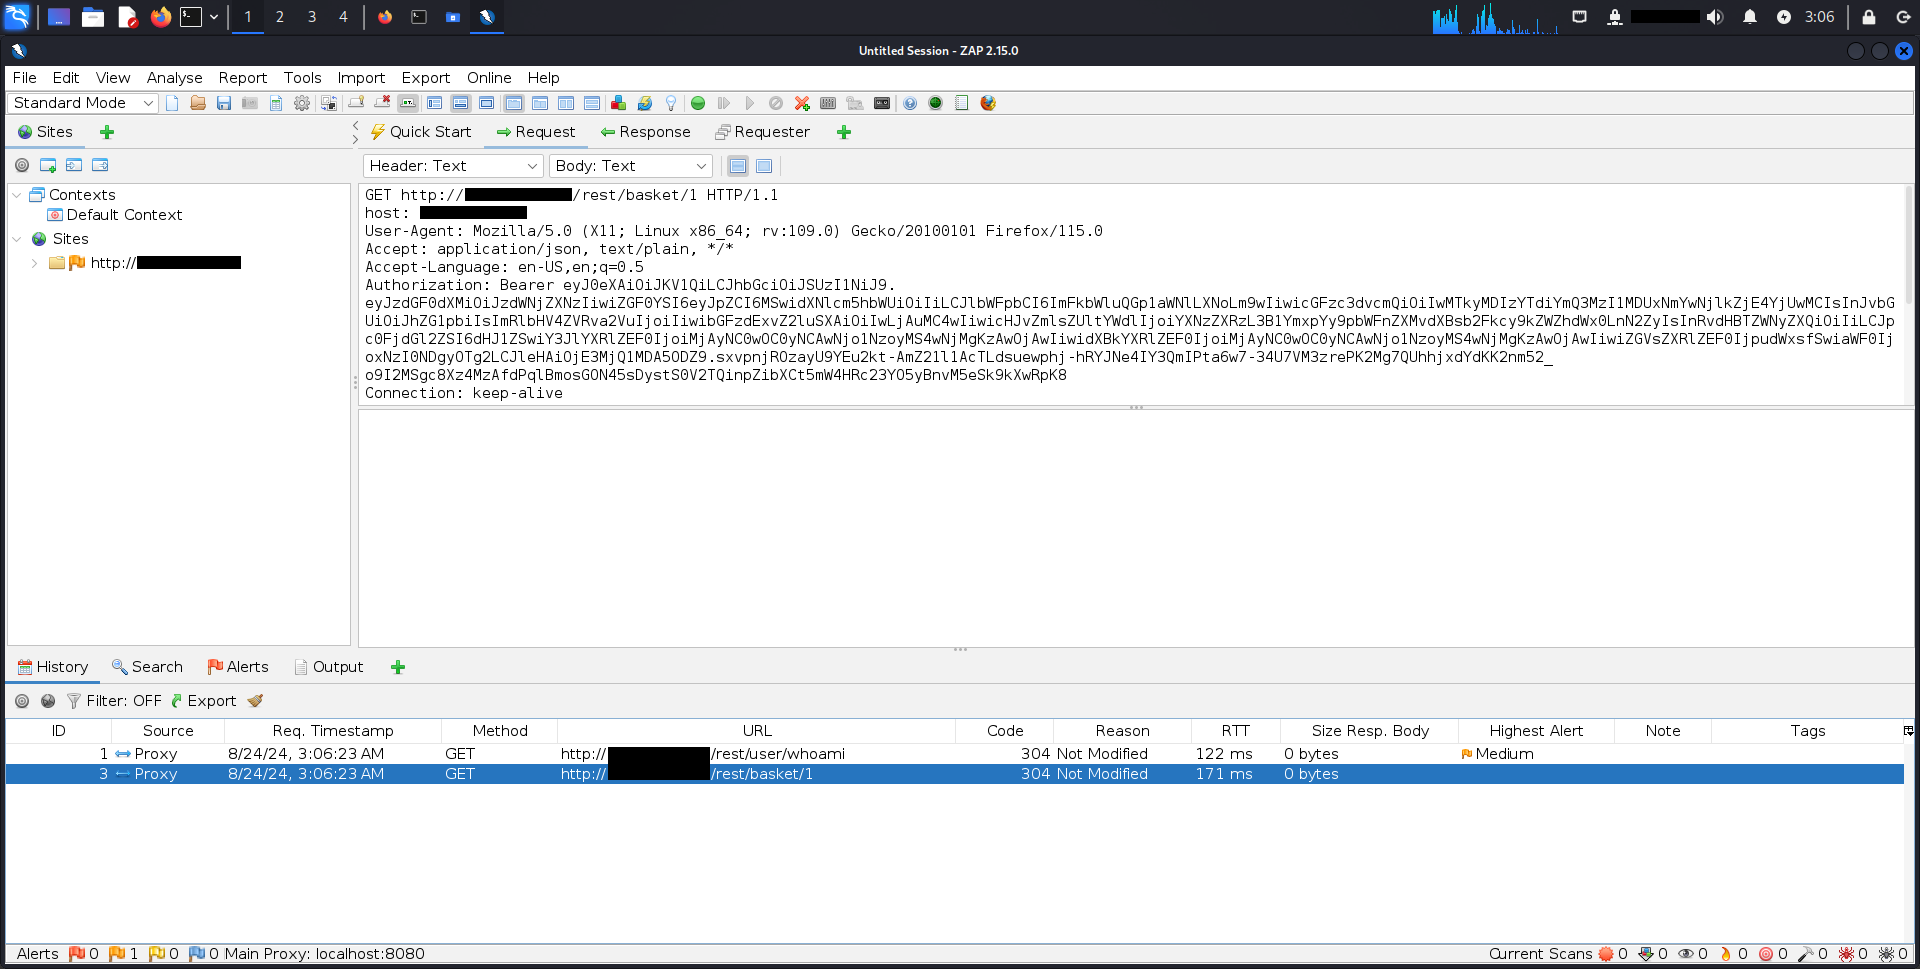 1 2 3 4 3:06
Untitled Session - ZAP 2.15.0
File Edit View Analyse Report Tools Import Export Online Help
Standard Mode
Sites Quick Start Request Response Requester
Header: Text Body: Text
Contexts
Default Context
Sites
http://
GET http:// /rest/basket/1 HTTP/1.1
host:
User-Agent: Mozilla/5.0 (X11; Linux x86_64; rv:109.0) Gecko/20100101 Firefox/115.0
Accept: application/json, text/plain, */*
Accept-Language: en-US,en;q=0.5
Authorization: Bearer eyJ0eXAiOiJKV1QiLCJhbGciOiJSUzI1NiJ9.
eyJzdGF0dXMiOiJzdWNjZXNzIiwiZGF0YSI6eyJpZCI6MSwidXNlcm5hbWUiOiIiLCJlbWFpbCI6ImFkbWluQGp1aWNlLXNoLm9wIiwicGFzc3dvcmQiOiIwMTkyMDIzYTdiYmQ3MzI1MDUxNmYwNjlkZjE4YjUwMCIsInJvbG
UiOiJhZG1pbiIsImRlbHV4ZVRva2VuIjoiIiwibGFzdExvZ2luSXAiOiIwLjAuMC4wIiwicHJvZmlsZUltYWdlIjoiYXNzZXRzL3B1YmxpYy9pbWFnZXMvdXBsb2Fkcy9kZWZhdWx0LnN2ZyIsInRvdHBTZWNyZXQiOiIiLCJp
c0FjdGl2ZSI6dHJ1ZSwiY3JlYXRlZEF0IjoiMjAyNC0wOC0yNCAwNjo1NzoyMS4wNjMgKzAwOjAwIiwidXBkYXRlZEF0IjoiMjAyNC0wOC0yNCAwNjo1NzoyMS4wNjMgKzAwOjAwIiwiZGVsZXRlZEF0IjpudWxsfSwiaWF0Ij
oxNzI0NDgyOTg2LCJleHAiOjE3MjQ1MDA5ODZ9.sxvpnjROzayU9YEu2kt-AmZ21l1AcTLdsuewphj-hRYJNe4IY3QmIPta6w7-34U7VM3zrePK2Mg7QUhhjxdYdKK2nm52_
o9I2MSgc8Xz4MzAfdPqlBmosGON45sDystS0V2TQinpZibXCt5mW4HRc23YO5yBnvM5eSk9kXwRpK8
Connection: keep-alive
History Search Alerts Output
Filter: OFF Export
ID Source Req. Timestamp Method URL Code Reason RTT Size Resp. Body Highest Alert Note Tags
1 Proxy 8/24/24, 3:06:23 AM GET http:// /rest/user/whoami 304 Not Modified 122 ms 0 bytes Medium
3 Proxy 8/24/24, 3:06:23 AM GET http:// /rest/basket/1 304 Not Modified 171 ms 0 bytes
Alerts 0 1 0 0 Main Proxy: localhost:8080 Current Scans 0 0 0 0 0 0 0 0